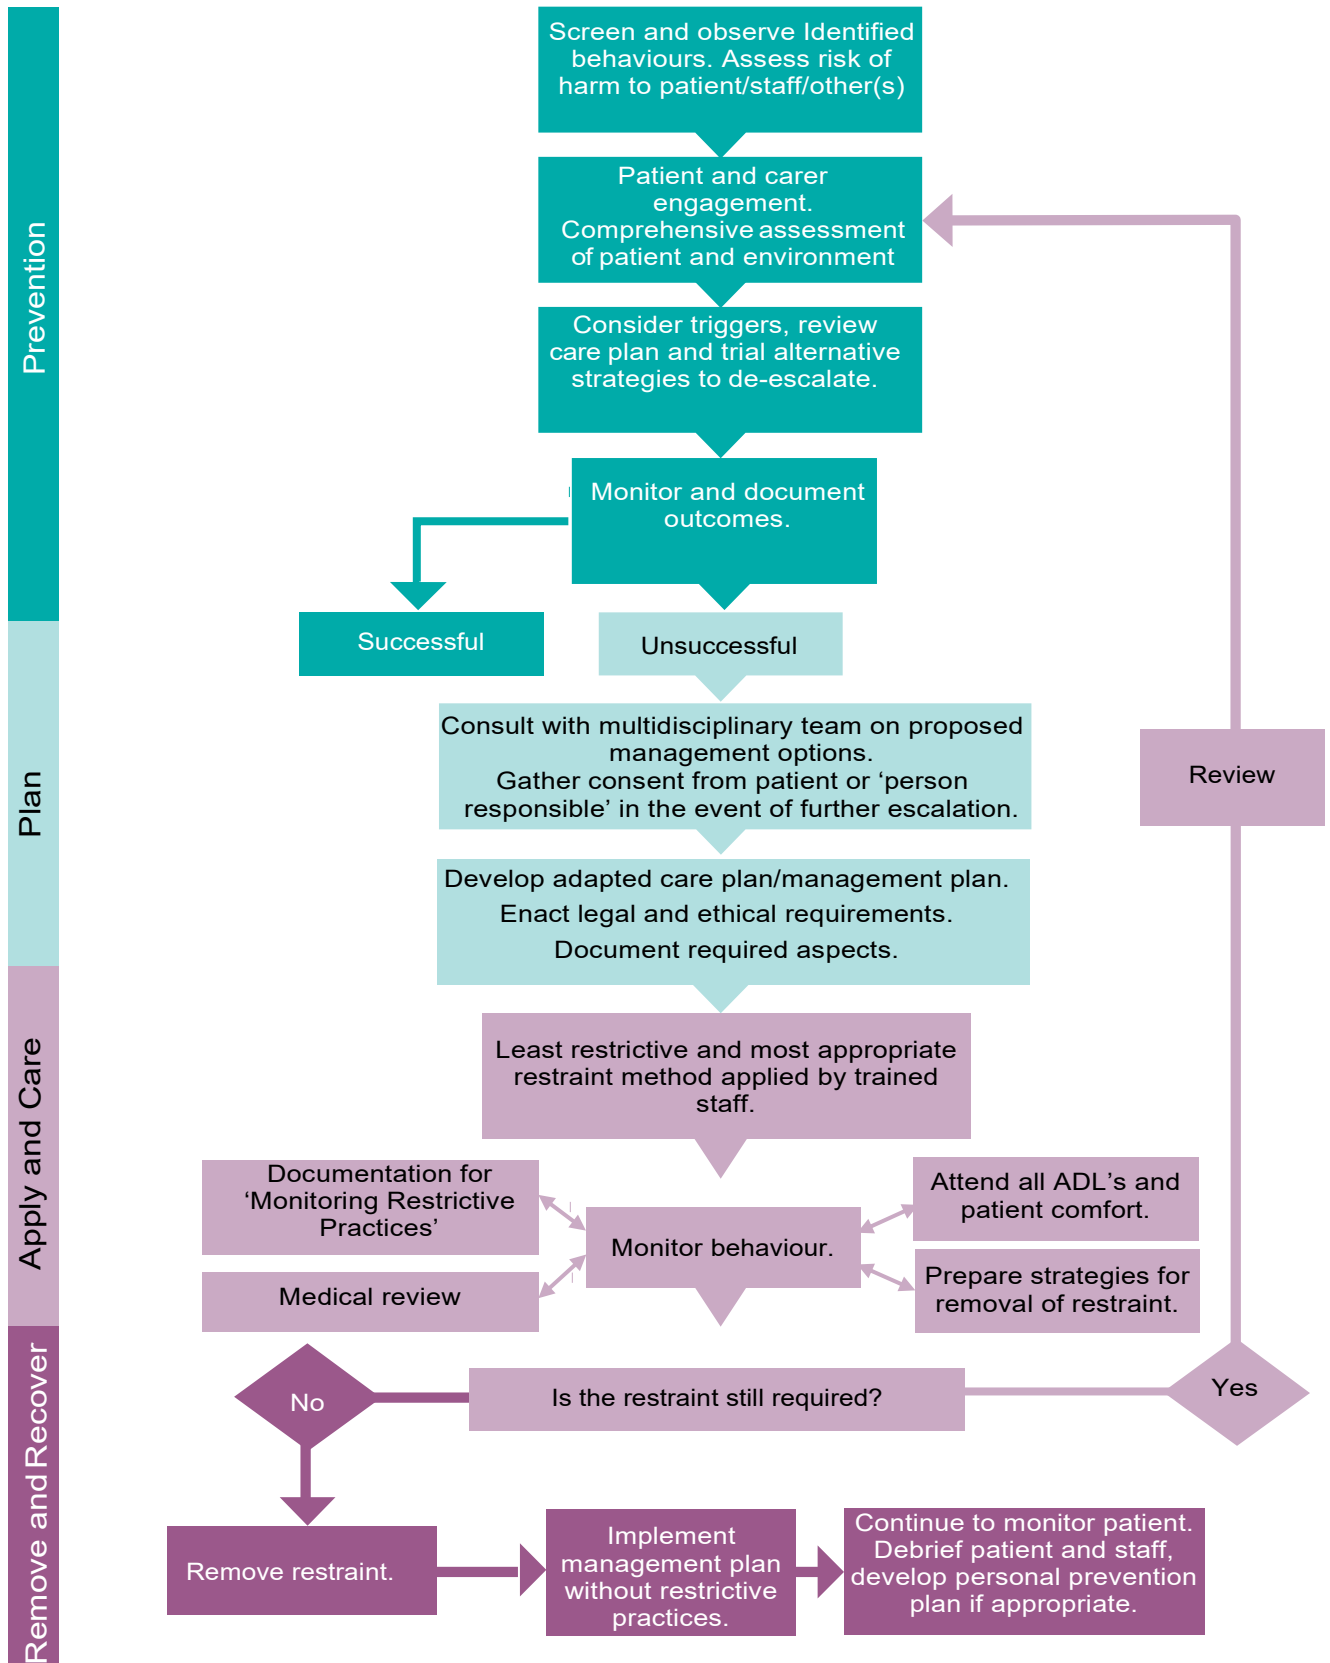 Prevention
Screen and observe Identified
behaviours. Assess risk of
harm to patient/staff/other(s)
Patient and carer
engagement.
Comprehensive assessment
of patient and environment
Consider triggers, review
care plan and trial alternative
strategies to de-escalate.
Monitor and document
outcomes.
Successful
Plan
Unsuccessful
Consult with multidisciplinary team on proposed
management options.
Gather consent from patient or ‘person
responsible’ in the event of further escalation.
Review
Develop adapted care plan/management plan.
Enact legal and ethical requirements.
Document required aspects.
Apply and Care
Least restrictive and most appropriate
restraint method applied by trained
staff.
Documentation for
‘Monitoring Restrictive
Practices’
Medical review
Monitor behaviour.
Attend all ADL’s and
patient comfort.
Prepare strategies for
removal of restraint.
Remove and Recover
No
Is the restraint still required?
Yes
Remove restraint.
Implement
management plan
without restrictive
practices.
Continue to monitor patient.
Debrief patient and staff,
develop personal prevention
plan if appropriate.